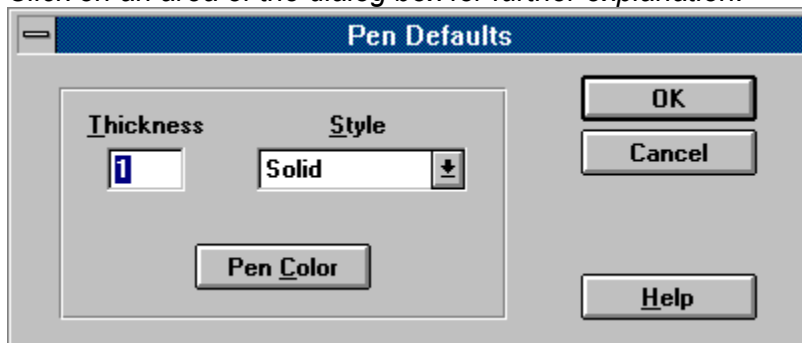 Click on an area of the dialog box for further explanation.
Pen Defaults
Thickness
Style
1
Solid
Pen Color
OK
Cancel
Help